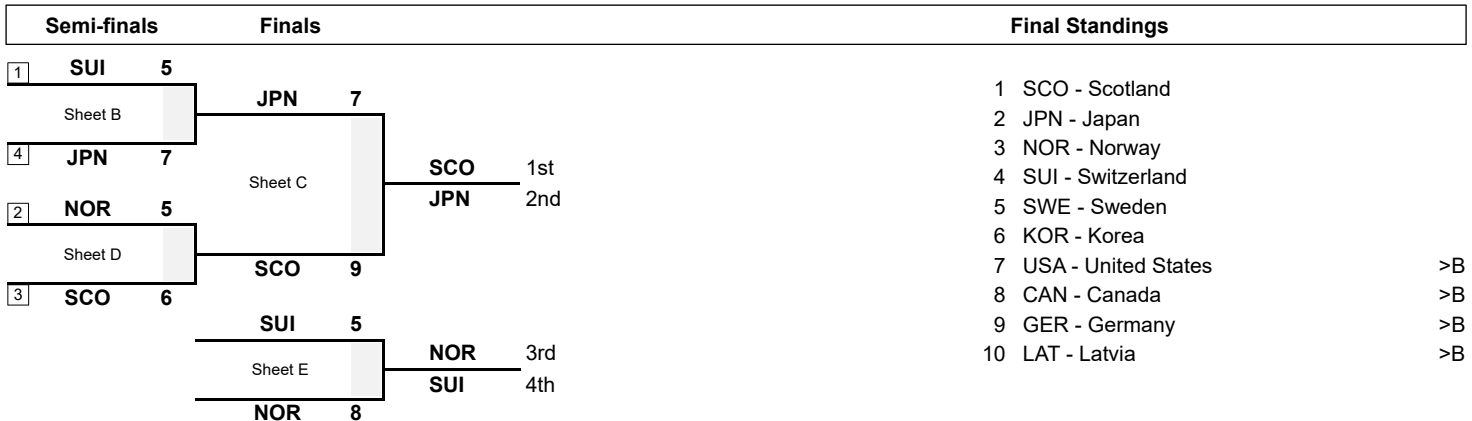 Semi-finals Finals Final Standings
1 SUI 5
Sheet B
4 JPN 7
2 NOR 5
Sheet D
3 SCO 6
JPN 7
Sheet C
SCO 9
SCO 1st
JPN 2nd
SUI 5
Sheet E
NOR 8
NOR 3rd
SUI 4th
1 SCO - Scotland
2 JPN - Japan
3 NOR - Norway
4 SUI - Switzerland
5 SWE - Sweden
6 KOR - Korea
7 USA - United States >B
8 CAN - Canada >B
9 GER - Germany >B
10 LAT - Latvia >B